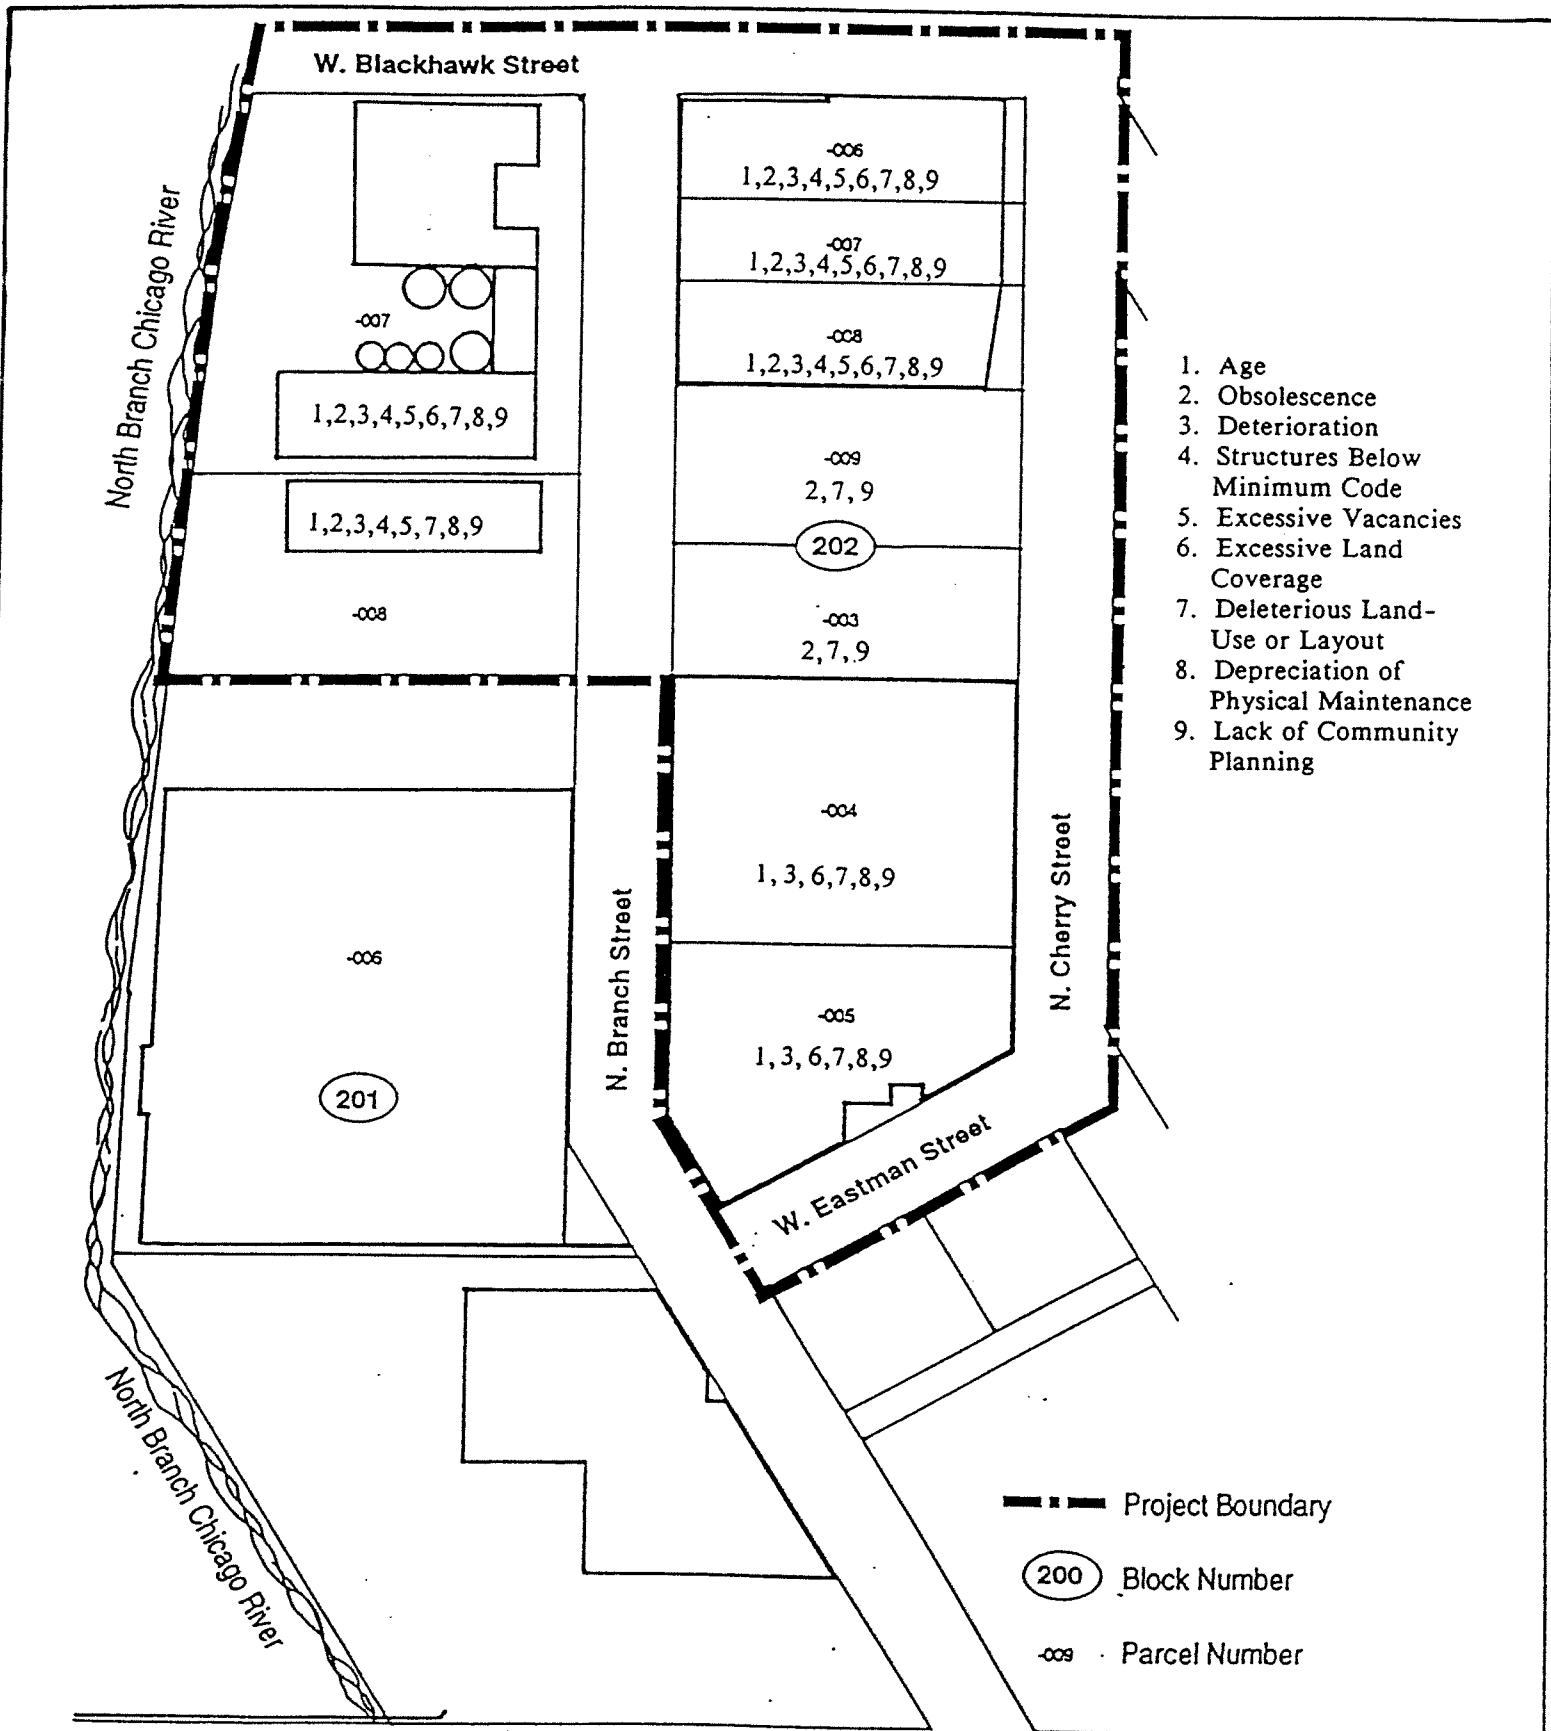 W. Blackhawk Street
North Branch Chicago River
-007
1,2,3,4,5,6,7,8,9
1,2,3,4,5,7,8,9
-008
-006
1,2,3,4,5,6,7,8,9
-007
1,2,3,4,5,6,7,8,9
-008
1,2,3,4,5,6,7,8,9
-009
2,7,9
202
-003
2,7,9
-004
1, 3, 6,7,8,9
-005
1, 3, 6,7,8,9
-006
201
N. Branch Street
N. Cherry Street
W. Eastman Street
North Branch Chicago River
1. Age
2. Obsolescence
3. Deterioration
4. Structures Below
Minimum Code
5. Excessive Vacancies
6. Excessive Land
Coverage
7. Deleterious Land-
Use or Layout
8. Depreciation of
Physical Maintenance
9. Lack of Community
Planning
Project Boundary
200 Block Number
-009 Parcel Number